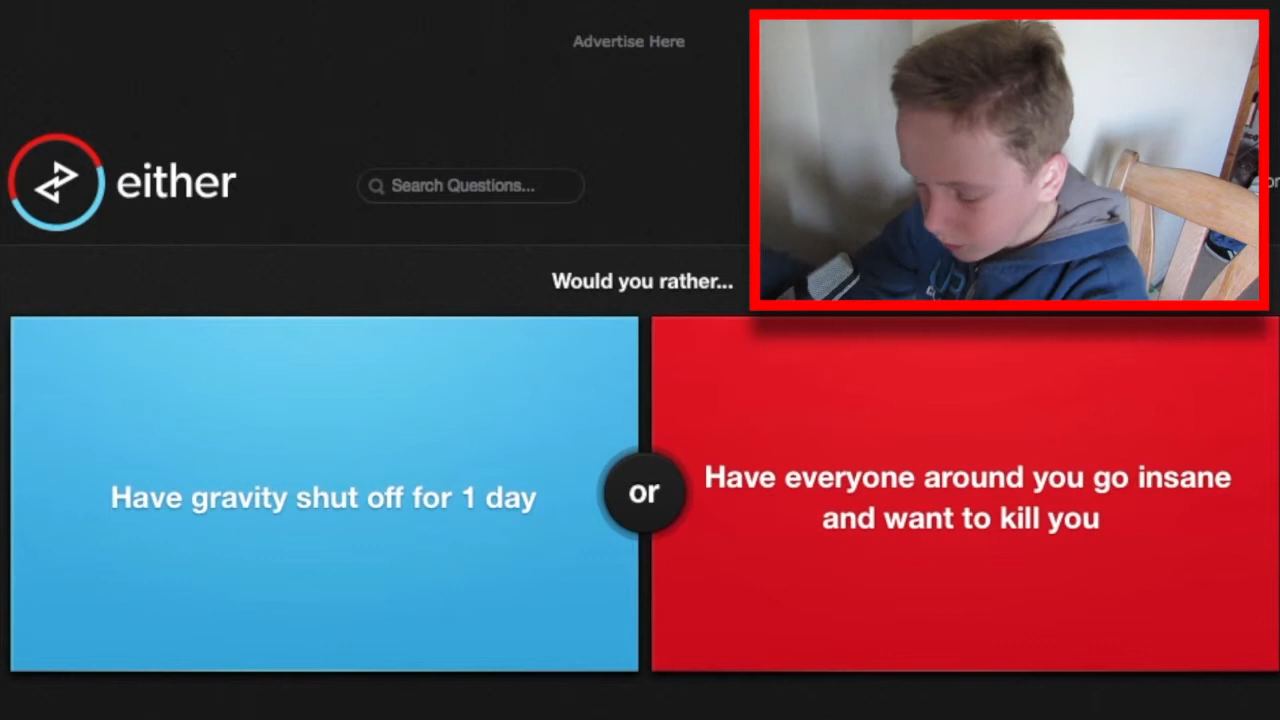 Advertise Here
either
Search Questions...
Would you rather...
Have gravity shut off for 1 day
or
Have everyone around you go insane
and want to kill you